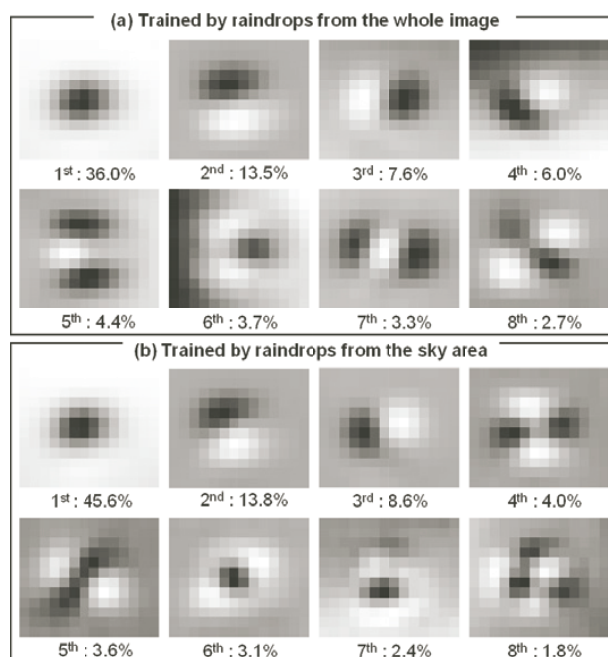 (a) Trained by raindrops from the whole image
1st : 36.0% 2nd : 13.5% 3rd : 7.6% 4th : 6.0%
5th : 4.4% 6th : 3.7% 7th : 3.3% 8th : 2.7%
(b) Trained by raindrops from the sky area
1st : 45.6% 2nd : 13.8% 3rd : 8.6% 4th : 4.0%
5th : 3.6% 6th : 3.1% 7th : 2.4% 8th : 1.8%